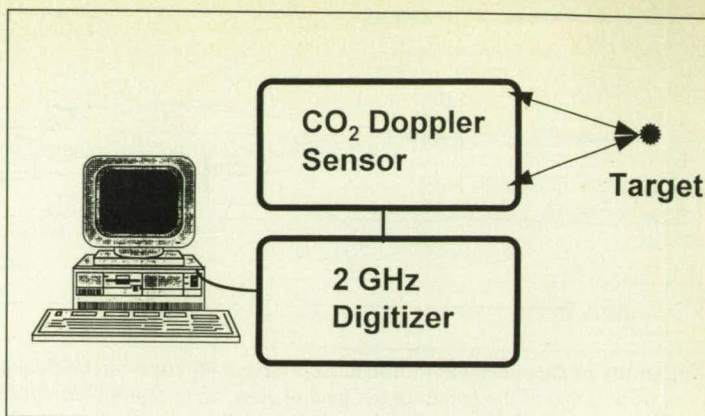 CO₂ Doppler
Sensor
Target
2 GHz
Digitizer